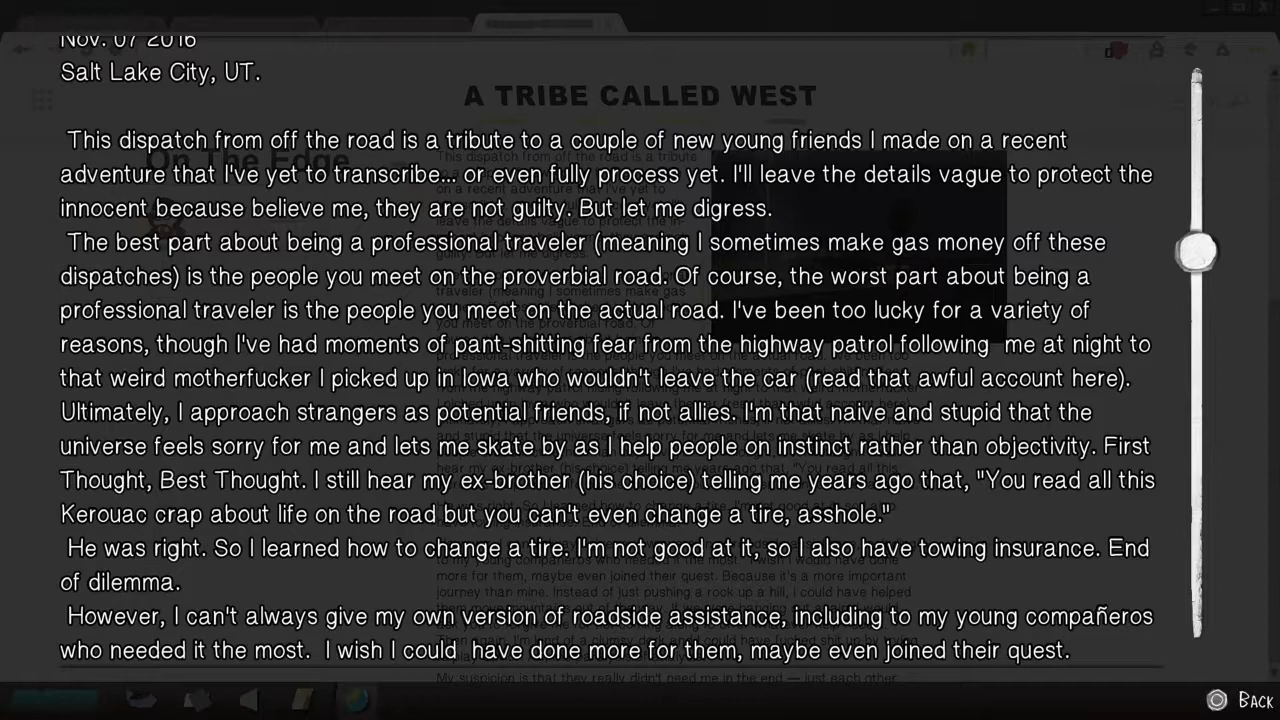 Nov. 07 2016
Salt Lake City, UT.
A TRIBE CALLED WEST
On The Edge
This dispatch from off the road is a tribute to a couple of new young friends I made on a recent
adventure that I've yet to transcribe... or even fully process yet. I'll leave the details vague to protect the
innocent because believe me, they are not guilty. But let me digress.
The best part about being a professional traveler (meaning I sometimes make gas money off these
dispatches) is the people you meet on the proverbial road. Of course, the worst part about being a
professional traveler is the people you meet on the actual road. I've been too lucky for a variety of
reasons, though I've had moments of pant-shitting fear from the highway patrol following  me at night to
that weird motherfucker I picked up in Iowa who wouldn't leave the car (read that awful account here).
Ultimately, I approach strangers as potential friends, if not allies. I'm that naive and stupid that the
universe feels sorry for me and lets me skate by as I help people on instinct rather than objectivity. First
Thought, Best Thought. I still hear my ex-brother (his choice) telling me years ago that, "You read all this
Kerouac crap about life on the road but you can't even change a tire, asshole."
He was right. So I learned how to change a tire. I'm not good at it, so I also have towing insurance. End
of dilemma.
However, I can't always give my own version of roadside assistance, including to my young compañeros
who needed it the most.  I wish I could  have done more for them, maybe even joined their quest.
Back